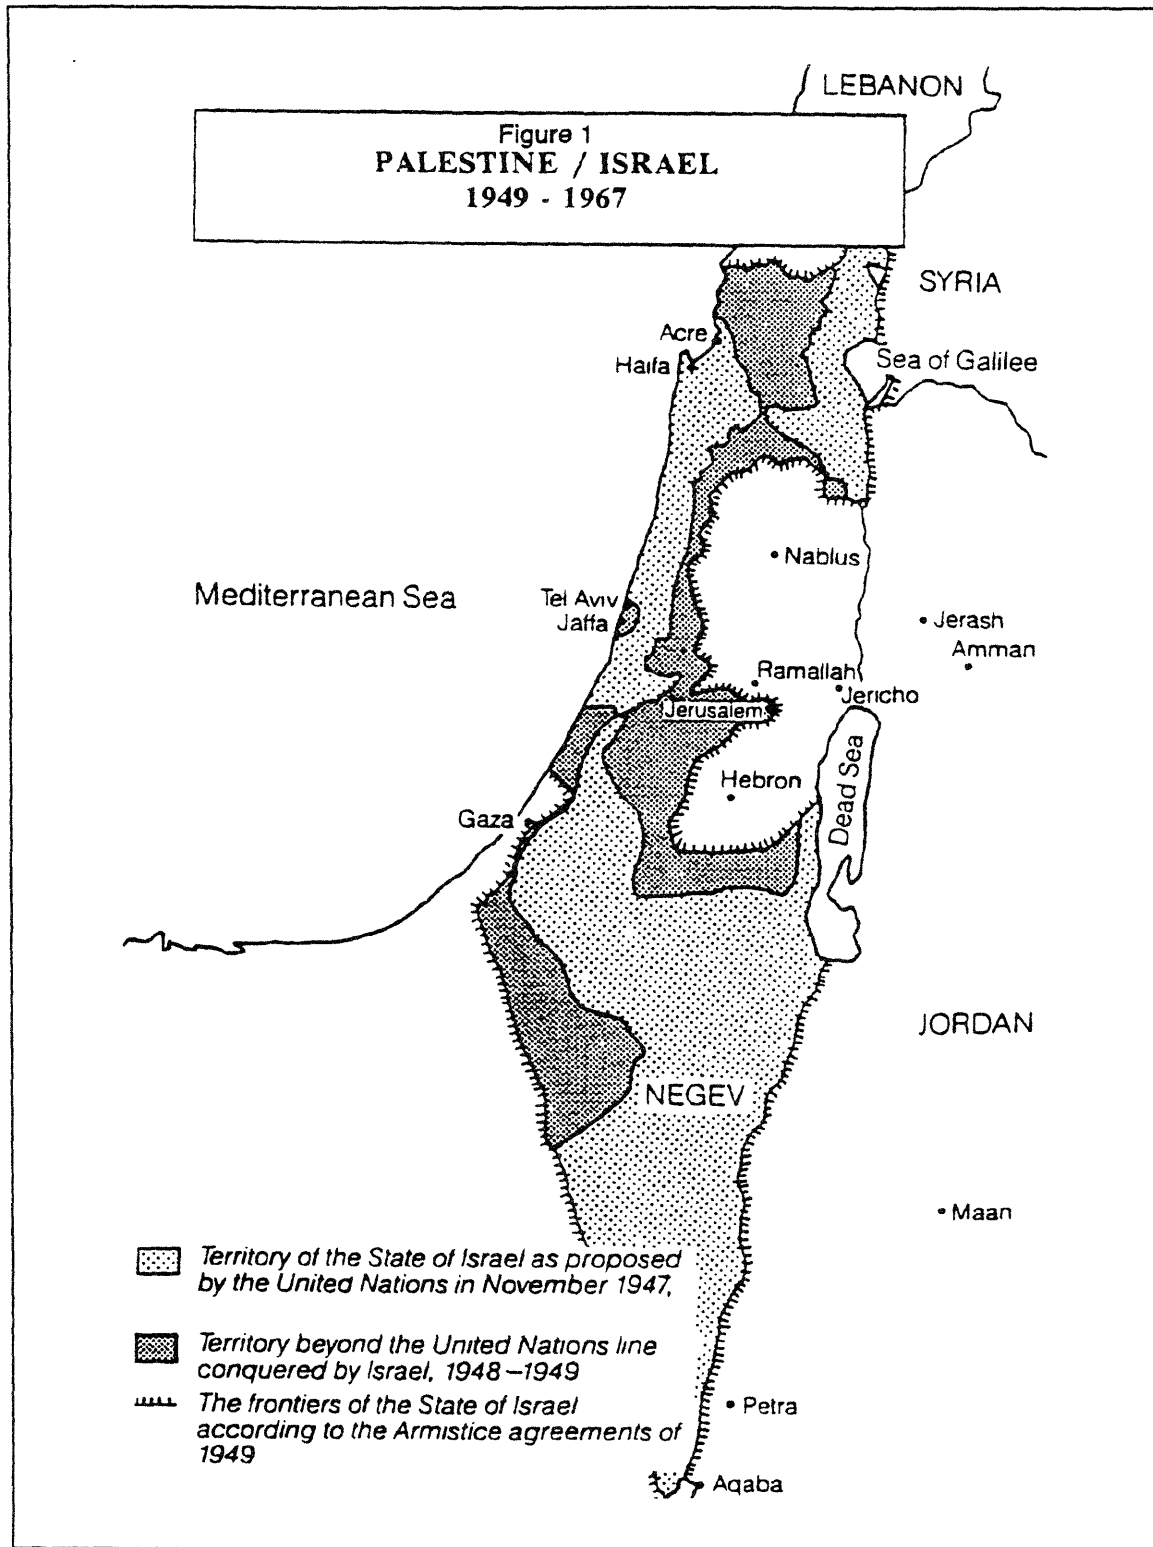 LEBANON
Figure 1
PALESTINE / ISRAEL
1949 - 1967
SYRIA
Acre
Haifa
Sea of Galilee
Nablus
Mediterranean Sea
Tel Aviv
Jaffa
Jerash
Amman
Ramallah
Jericho
Jerusalem
Hebron
Dead Sea
Gaza
JORDAN
NEGEV
Maan
Territory of the State of Israel as proposed
by the United Nations in November 1947,
Territory beyond the United Nations line
conquered by Israel, 1948–1949
The frontiers of the State of Israel
according to the Armistice agreements of
1949
Petra
Aqaba